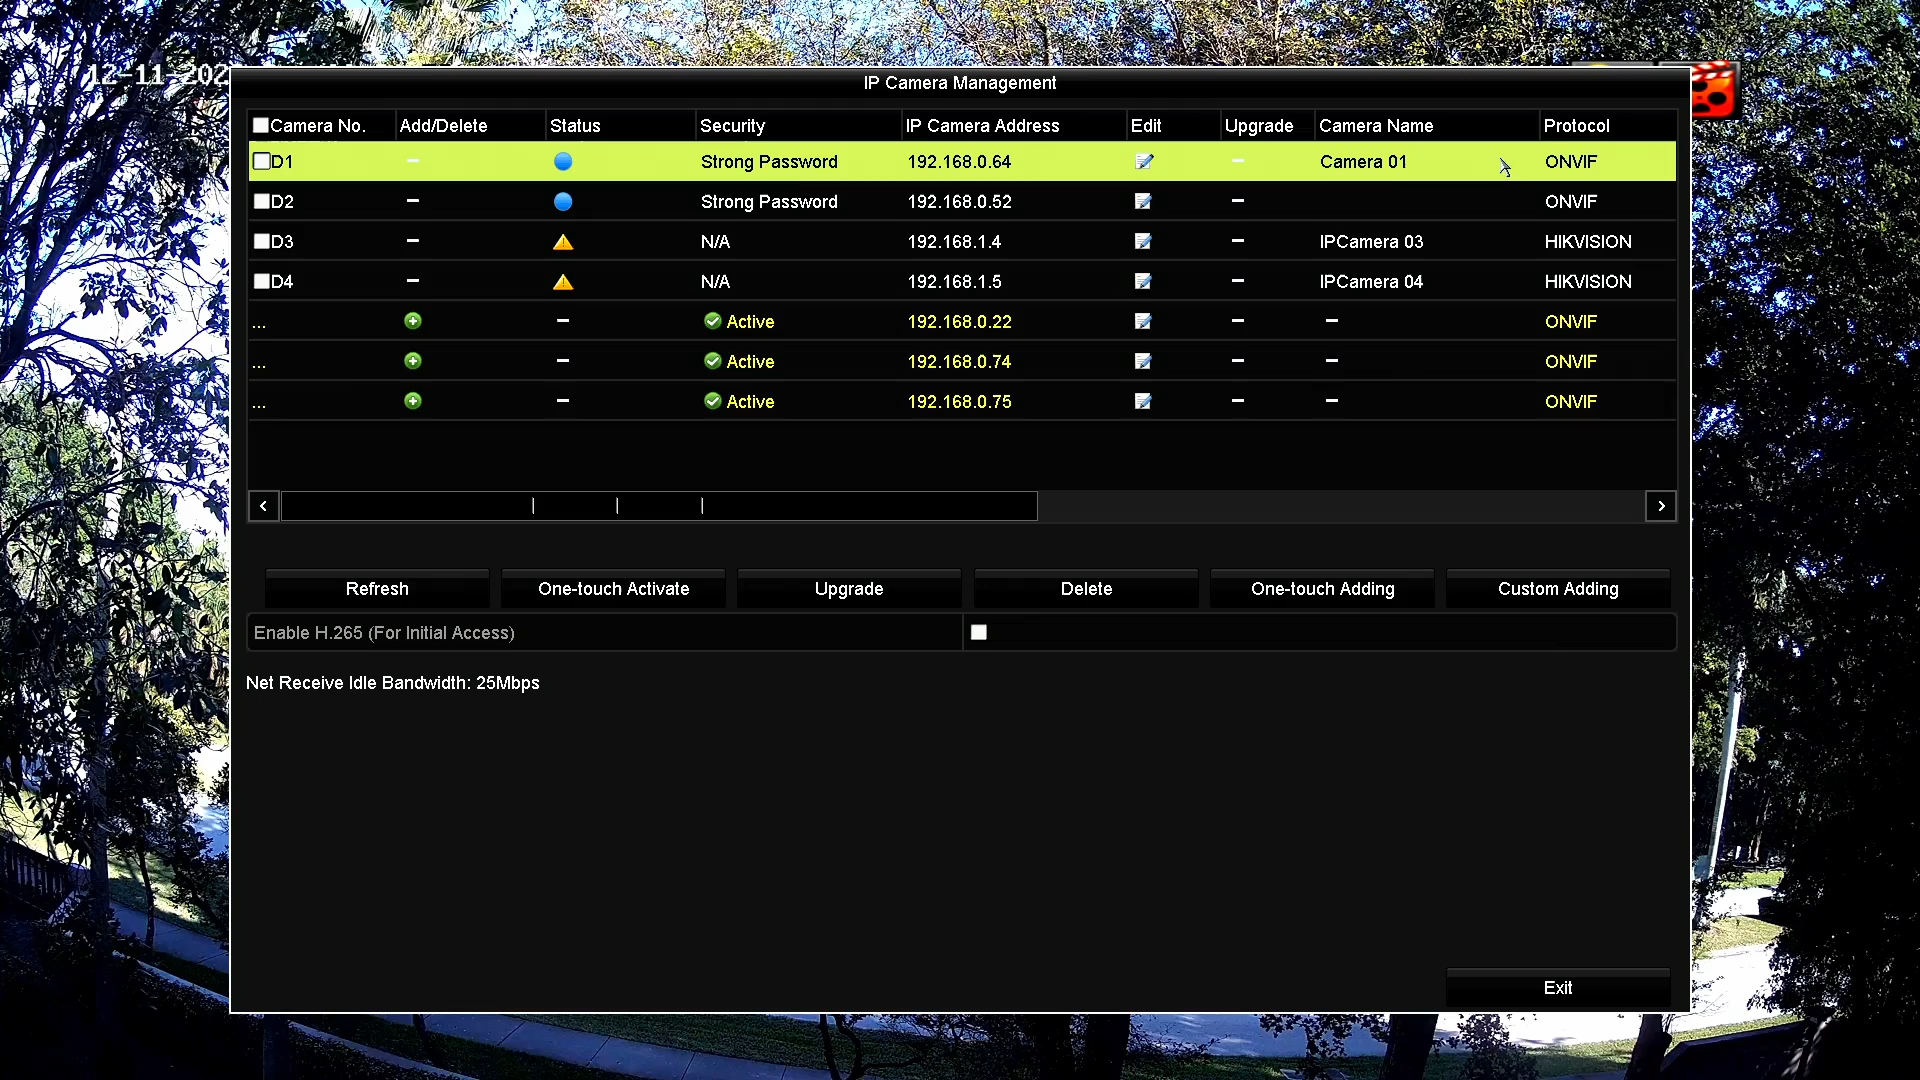 12-11-202
IP Camera Management
Camera No. Add/Delete Status Security IP Camera Address Edit Upgrade Camera Name Protocol
D1 – Strong Password 192.168.0.64 – Camera 01 ONVIF
D2 – Strong Password 192.168.0.52 – ONVIF
D3 – N/A 192.168.1.4 – IPCamera 03 HIKVISION
D4 – N/A 192.168.1.5 – IPCamera 04 HIKVISION
... – Active 192.168.0.22 – – ONVIF
... – Active 192.168.0.74 – – ONVIF
... – Active 192.168.0.75 – – ONVIF
Refresh One-touch Activate Upgrade Delete One-touch Adding Custom Adding
Enable H.265 (For Initial Access)
Net Receive Idle Bandwidth: 25Mbps
Exit